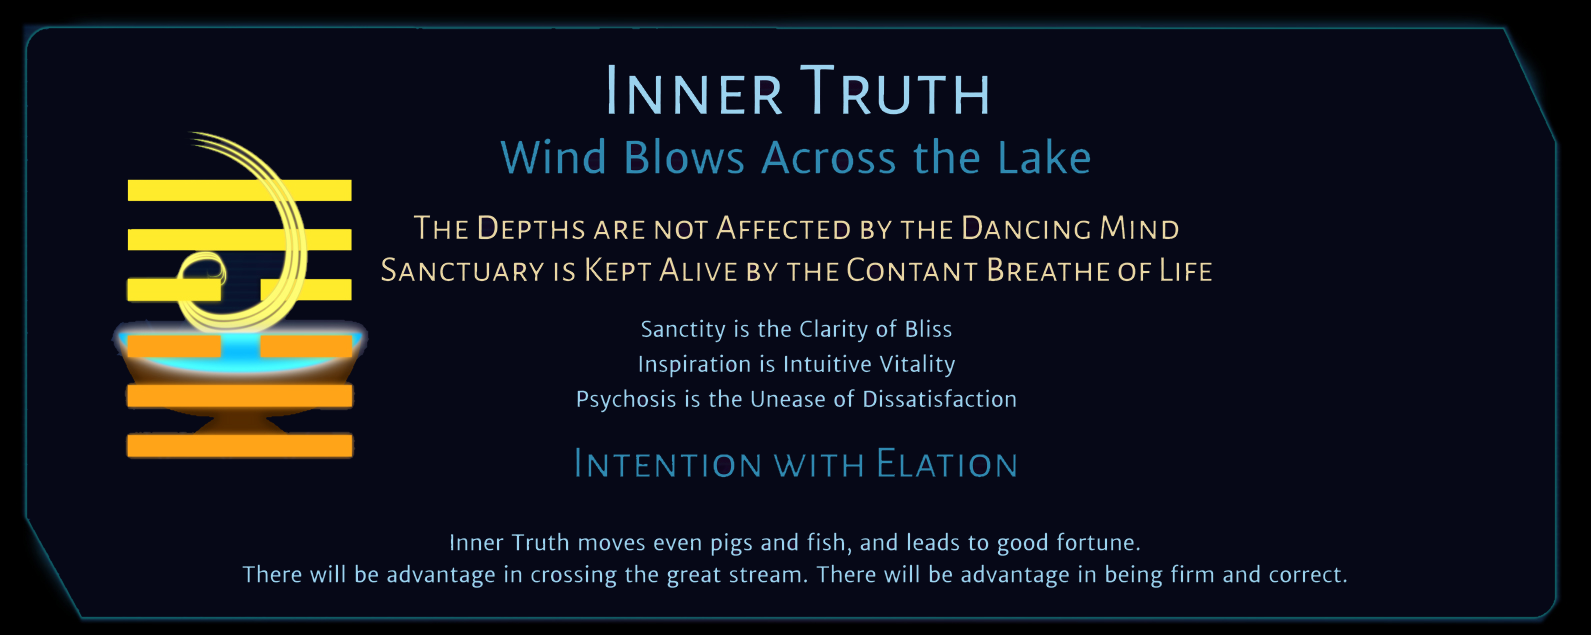 Inner Truth
Wind Blows Across the Lake
The Depths are not Affected by the Dancing Mind
Sanctuary is Kept Alive by the Contant Breathe of Life
Sanctity is the Clarity of Bliss
Inspiration is Intuitive Vitality
Psychosis is the Unease of Dissatisfaction
Intention with Elation
Inner Truth moves even pigs and fish, and leads to good fortune.
There will be advantage in crossing the great stream. There will be advantage in being firm and correct.